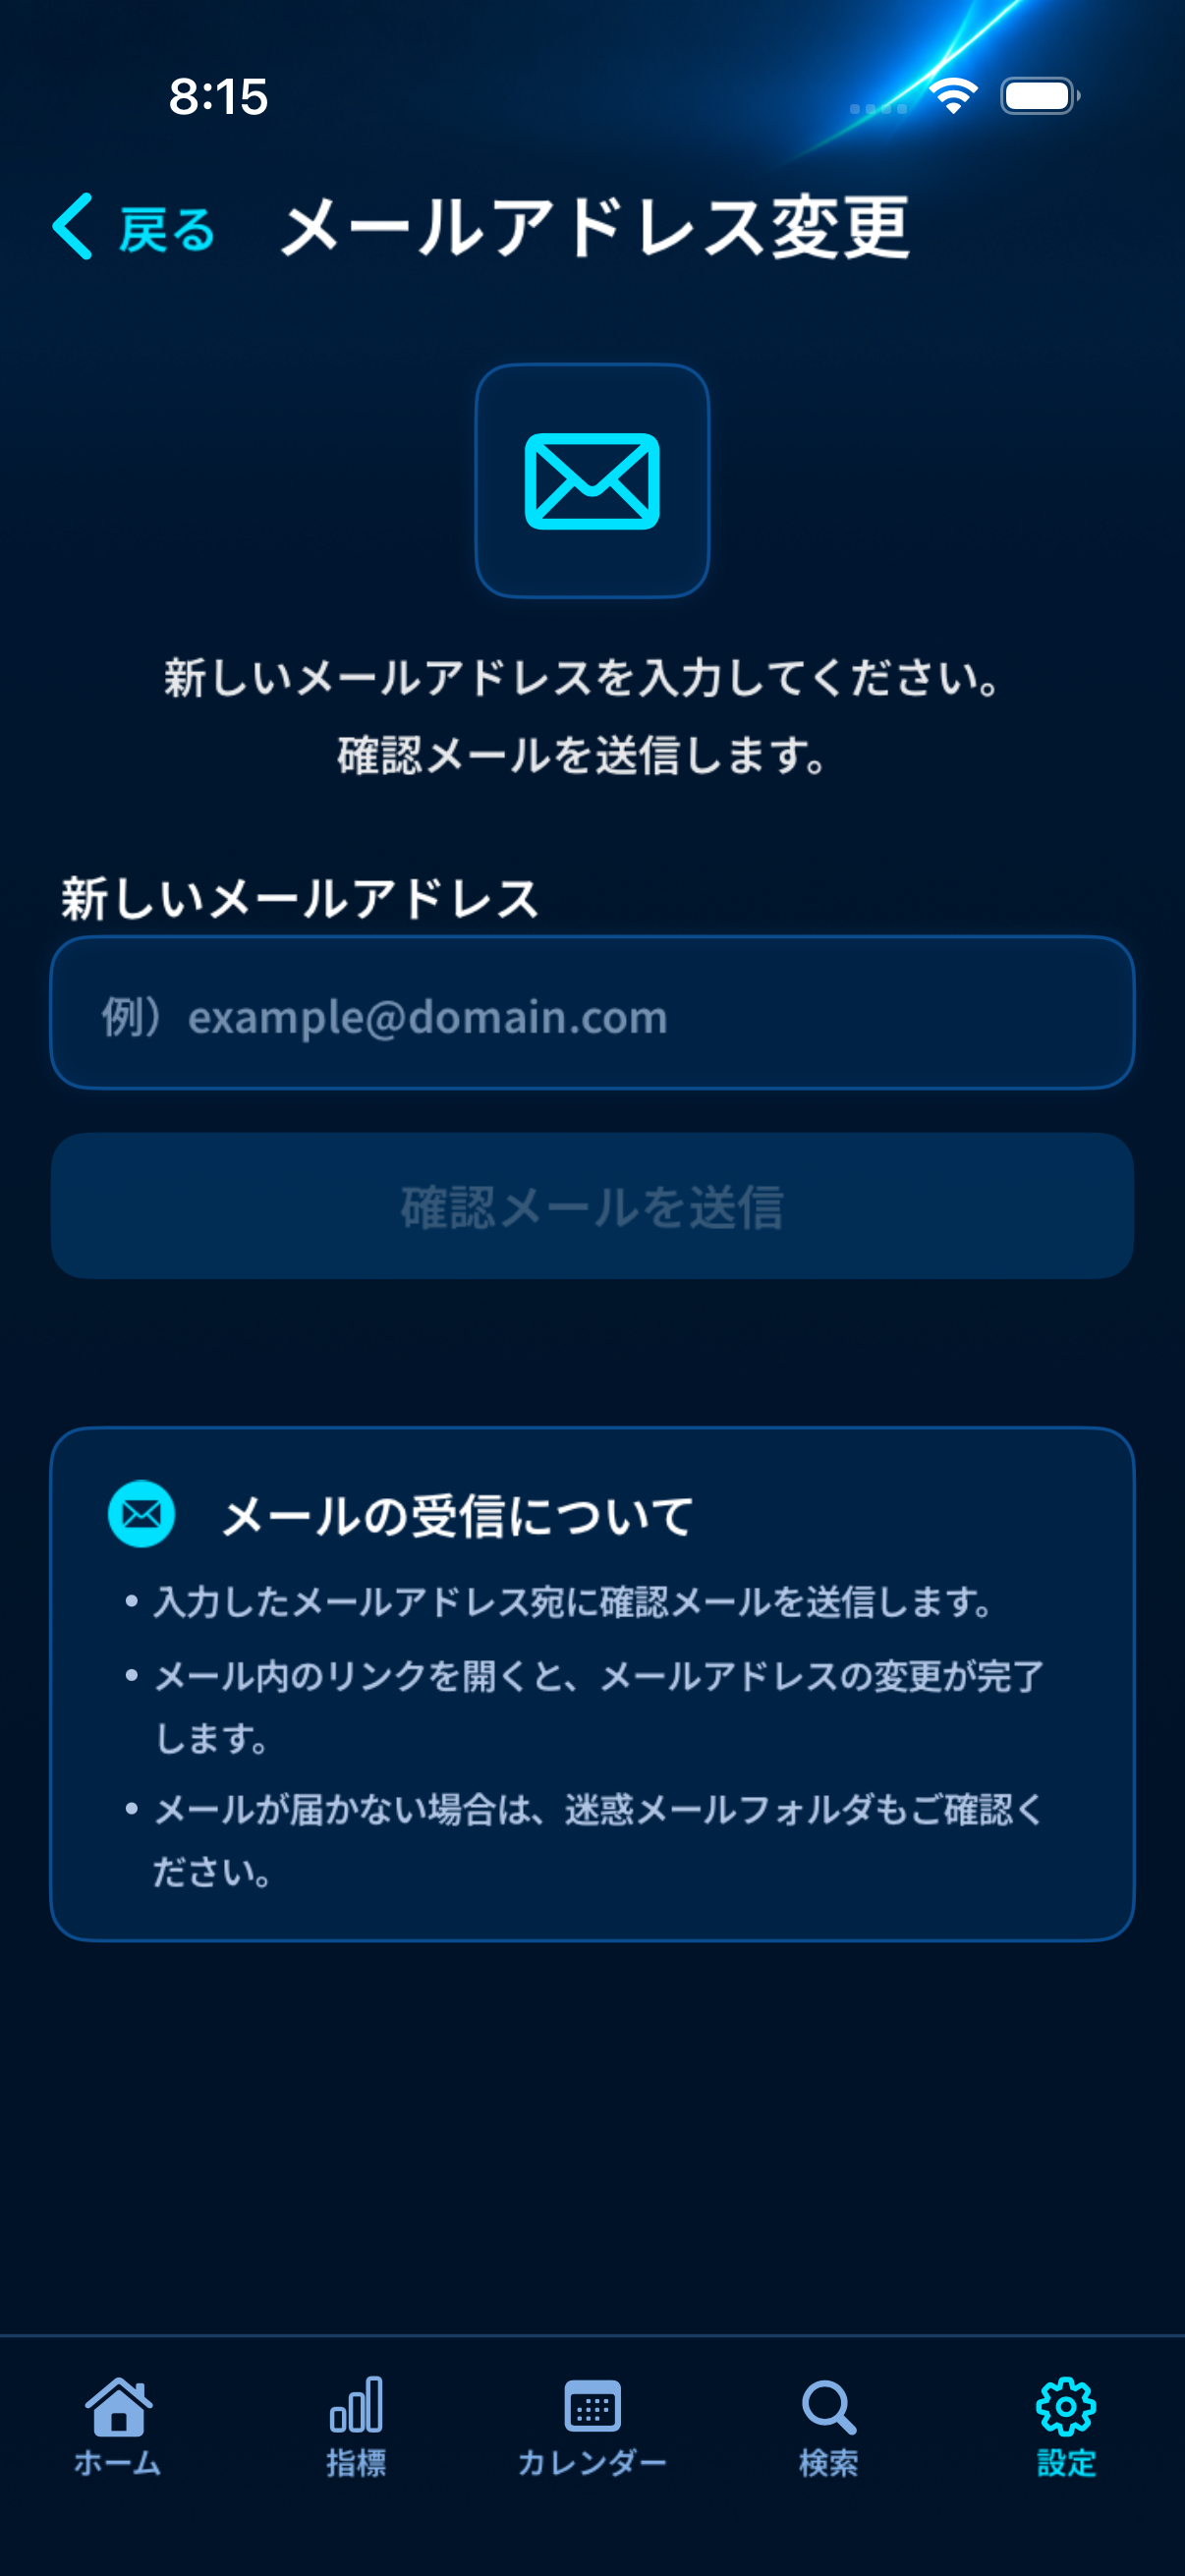 8:15
戻る メールアドレス変更
新しいメールアドレスを入力してください。
確認メールを送信します。
新しいメールアドレス
例）example@domain.com
確認メールを送信
メールの受信について
• 入力したメールアドレス宛に確認メールを送信します。
• メール内のリンクを開くと、メールアドレスの変更が完了
します。
• メールが届かない場合は、迷惑メールフォルダもご確認く
ださい。
ホーム 指標 カレンダー 検索 設定